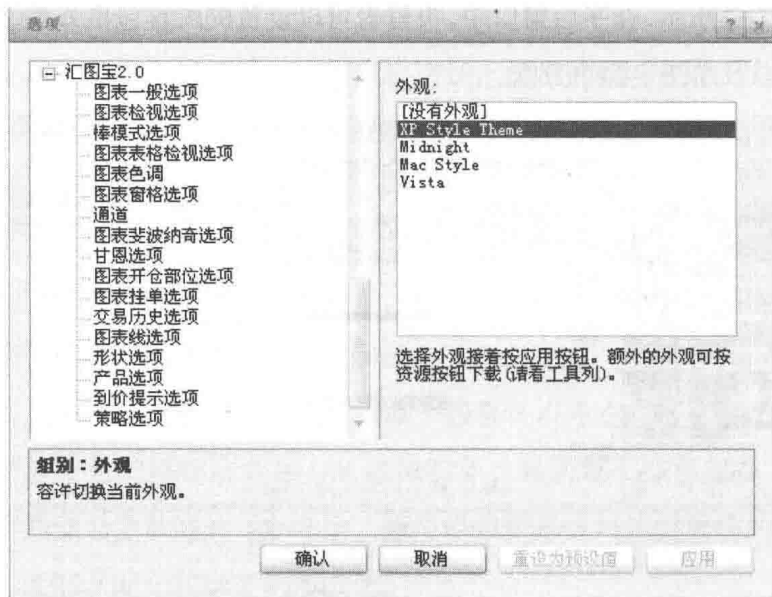 选项
汇图宝2.0
图表一般选项
图表检视选项
棒模式选项
图表表格检视选项
图表色调
图表窗格选项
通道
图表斐波纳奇选项
甘恩选项
图表开仓部位选项
图表挂单选项
交易历史选项
图表线选项
形状选项
产品选项
到价提示选项
策略选项
外观:
[没有外观]
XP Style Theme
Midnight
Mac Style
Vista
选择外观接着按应用按钮。额外的外观可按
资源按钮下载(请看工具列)。
组别：外观
容许切换当前外观。
确认 取消 重设为预设值 应用